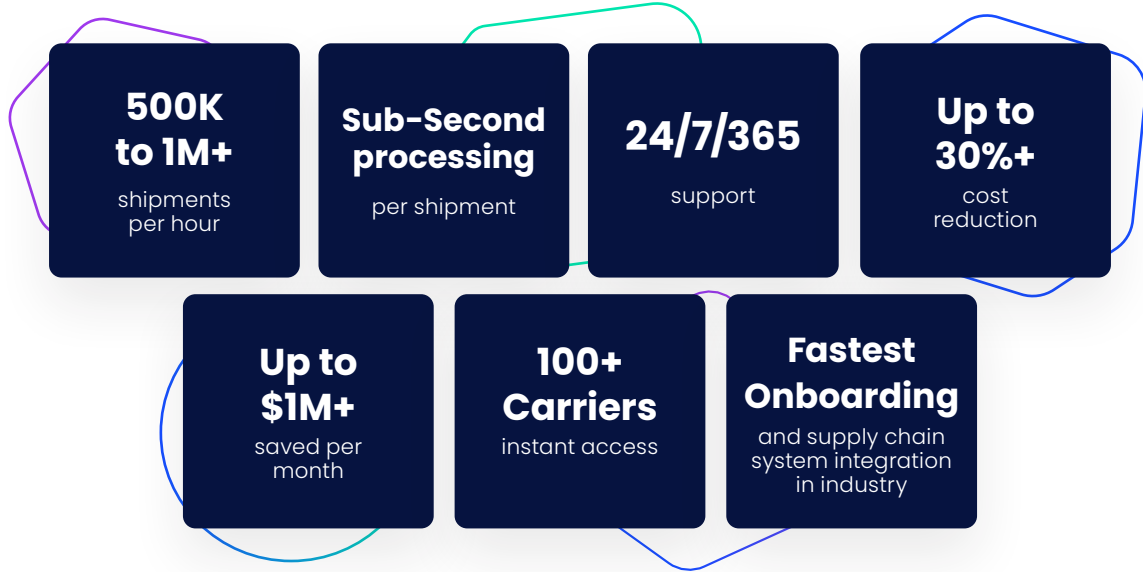 500K
to 1M+
shipments
per hour
Sub-Second
processing
per shipment
24/7/365
support
Up to
30%+
cost
reduction
Up to
$1M+
saved per
month
100+
Carriers
instant access
Fastest
Onboarding
and supply chain
system integration
in industry